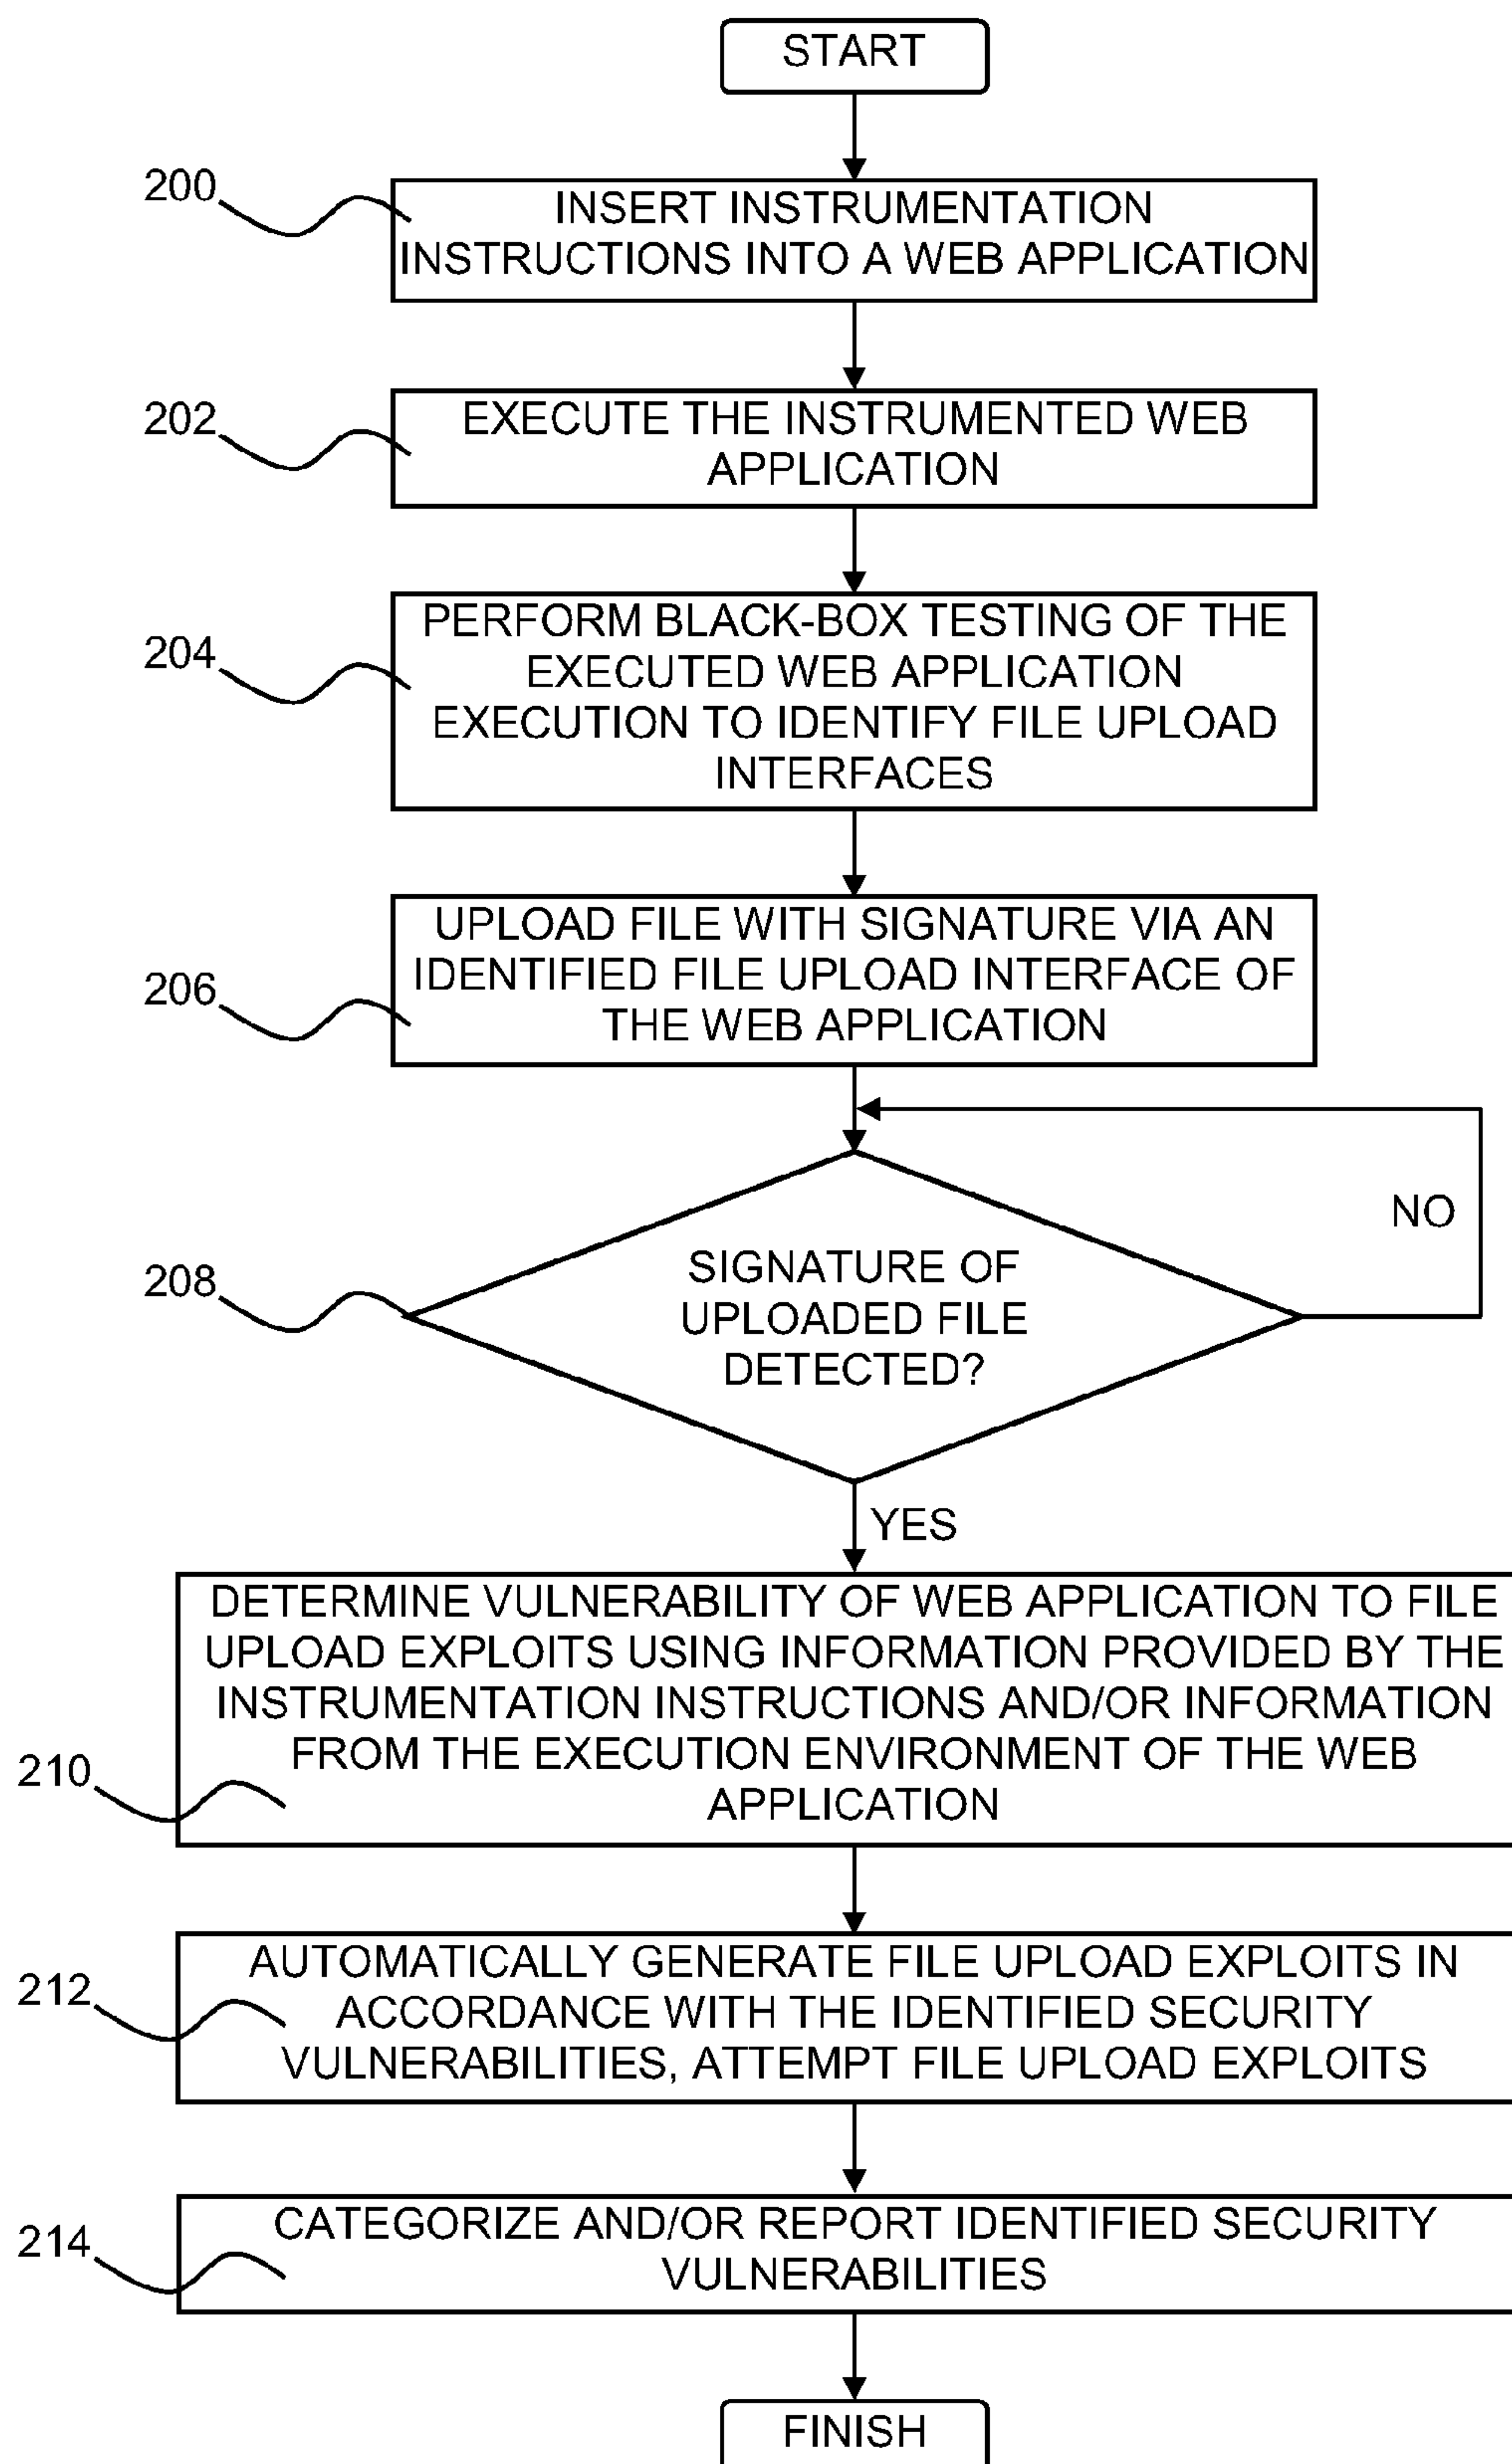 START
200
INSERT INSTRUMENTATION
INSTRUCTIONS INTO A WEB APPLICATION
202
EXECUTE THE INSTRUMENTED WEB
APPLICATION
204
PERFORM BLACK-BOX TESTING OF THE
EXECUTED WEB APPLICATION
EXECUTION TO IDENTIFY FILE UPLOAD
INTERFACES
206
UPLOAD FILE WITH SIGNATURE VIA AN
IDENTIFIED FILE UPLOAD INTERFACE OF
THE WEB APPLICATION
NO
208
SIGNATURE OF
UPLOADED FILE
DETECTED?
YES
210
DETERMINE VULNERABILITY OF WEB APPLICATION TO FILE
UPLOAD EXPLOITS USING INFORMATION PROVIDED BY THE
INSTRUMENTATION INSTRUCTIONS AND/OR INFORMATION
FROM THE EXECUTION ENVIRONMENT OF THE WEB
APPLICATION
212
AUTOMATICALLY GENERATE FILE UPLOAD EXPLOITS IN
ACCORDANCE WITH THE IDENTIFIED SECURITY
VULNERABILITIES, ATTEMPT FILE UPLOAD EXPLOITS
214
CATEGORIZE AND/OR REPORT IDENTIFIED SECURITY
VULNERABILITIES
FINISH